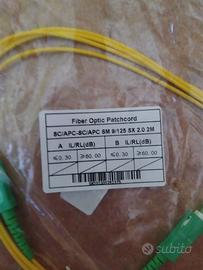 Fiber Optic Patchcord
SC/APC-SC/APC SM 9/125 SX 2.0 2M
A IL/RL(dB) B IL/RL(dB)
≤0.30 ≥60.00 ≤0.30 ≥60.00
subito